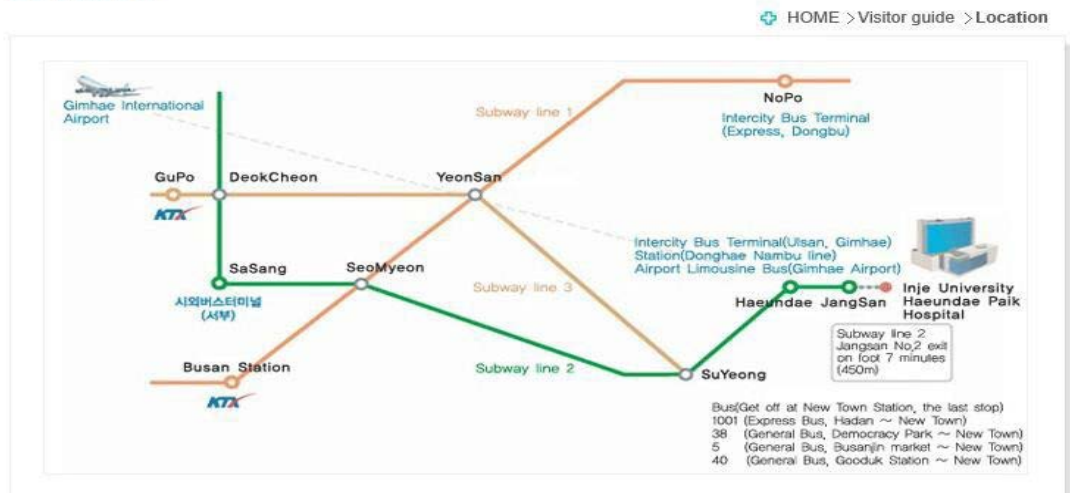 HOME > Visitor guide > Location
Gimhae International
Airport
Subway line 1
NoPo
Intercity Bus Terminal
(Express, Dongbu)
GuPo
DeokCheon
YeonSan
KTX
Intercity Bus Terminal(Ulsan, Gimhae)
Station(Donghae Nambu line)
Airport Limousine Bus(Gimhae Airport)
SaSang
SeoMyeon
시외버스터미널
(서부)
Subway line 3
Haeundae
JangSan
Inje University
Haeundae Paik
Hospital
Subway line 2
Jangsan No,2 exit
on foot 7 minutes
(450m)
Busan Station
KTX
Subway line 2
SuYeong
Bus(Get off at New Town Station, the last stop)
1001 (Express Bus, Hadan ~ New Town)
38 (General Bus, Democracy Park ~ New Town)
5 (General Bus, Busanjin market ~ New Town)
40 (General Bus, Gooduk Station ~ New Town)